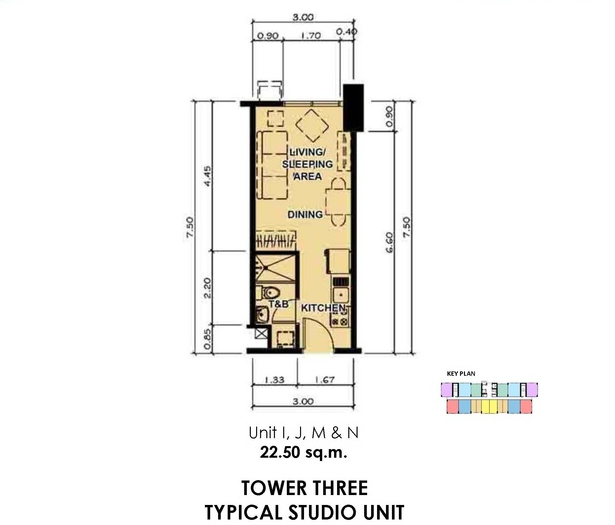 3.00
0.90 1.70 0.40
0.90
LIVING/
SLEEPING
AREA
4.45
DINING
7.50
6.60
7.50
2.20
T&B
KITCHEN
0.85
1.33 1.67
3.00
KEY PLAN
Unit I, J, M & N
22.50 sq.m.
TOWER THREE
TYPICAL STUDIO UNIT